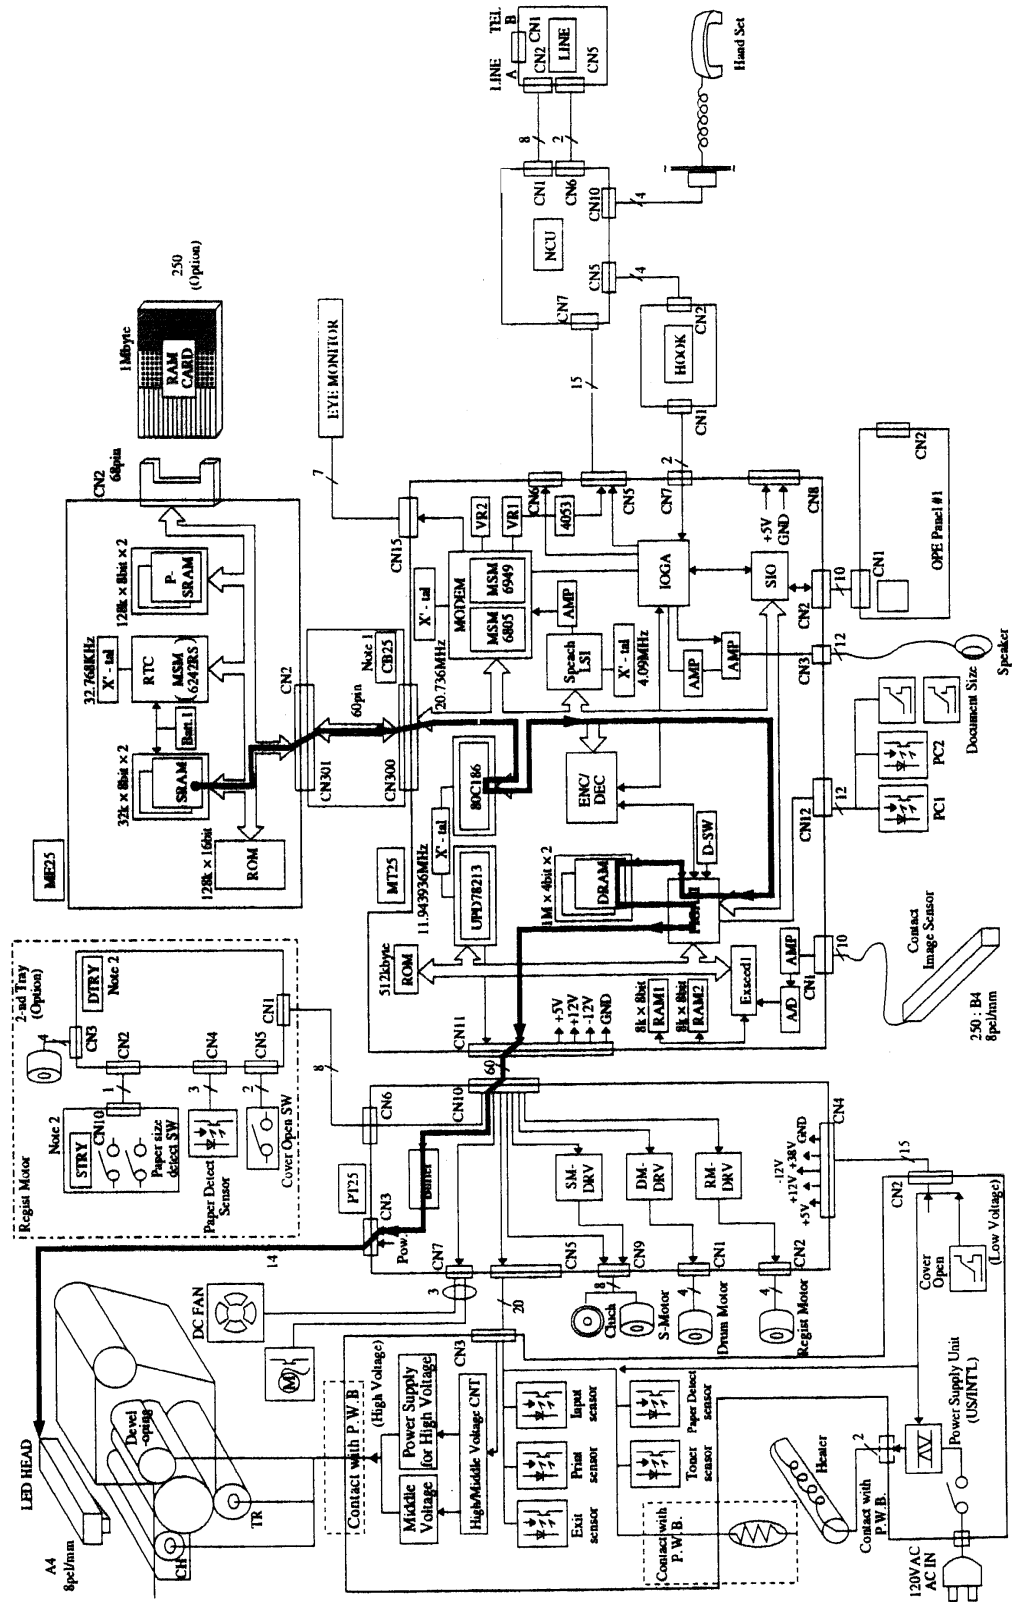 LED HEAD
A4
8pel/mm
Devel
-oping
TR
CH
DC FAN
M
Contact with P.W.B
(High Voltage)
Power Supply
for High Voltage
Middle
Voltage
High/Middle Voltage CNT
CN3
Input
sensor
Print
sensor
Exit
sensor
Paper Detect
sensor
Toner
sensor
Contact with
P.W.B.
Heater
Contact with
P.W.B.
2
120VAC
AC IN
Power Supply Unit
(US/INT'L)
Cover
Open
(Low Voltage)
CN2
15
Regist Motor
2-nd Tray
(Option)
4
CN3
DTRY
Note 2
CN2
CN4
CN5
CN1
1
3
2
8
Note 2
STRY
CN10
Paper size
detect SW
Paper Detect
Sensor
Cover Open SW
PT25
CN6
CN3
14
Pow.
CN10
60
CN7
3
CN5
20
CN9
8
CN1
4
CN2
4
SM-
DRV
DM-
DRV
RM-
DRV
+5V
+12V
-12V
+38V
GND
CN4
Cluch
S-Motor
Drum Motor
Regist Motor
ME25
32k × 8bit × 2
SRAM
Batt.1
32.768KHz
X' - tal
RTC
MSM
( 6242RS )
128k × 8bit × 2
P-
SRAM
128k × 16bit
ROM
CN2
68pin
1Mbyte
RAM
CARD
250
(Option)
CN2
CN301
60pin
Note 1
CB25
CN300
MT25
11.943936MHz
X' - tal
80C186
UPD78213
512kbyte
ROM
CN11
20.736MHz
X' - tal
MODEM
MSM
6805
MSM
6949
VR2
VR1
4053
CN15
7
EYE MONITOR
AMP
Speach
LSI
X' - tal
4.09MHz
ENC/
DEC
IOGA
AMP
AMP
SIO
1M × 4bit × 2
DRAM
D-SW
+5V
+12V
-12V
GND
8k × 8bit
RAM1
8k × 8bit
RAM2
Exseed1
A/D
AMP
CN1
10
Contact
Image Sensor
250 : B4
8pel/mm
CN12
12
PC1
PC2
Document Size
CN3
12
Speaker
CN2
10
CN1
CN2
OPE Panel #1
+5V
GND
CN8
CN6
CN5
CN7
15
2
CN1
HOOK
CN2
4
CN5
CN7
NCU
CN10
4
Hand Set
CN1
CN6
8
2
CN2
CN5
LINE
A
TEL
B
CN1
LINE